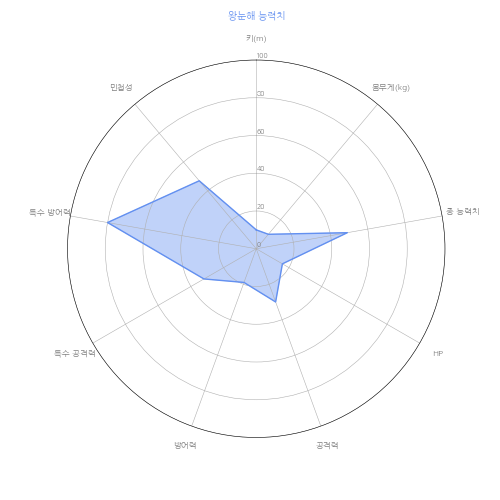 왕눈해 능력치
키(m)
몸무게(kg)
총 능력치
HP
공격력
방어력
특수 공격력
특수 방어력
민첩성
100
80
60
40
20
0